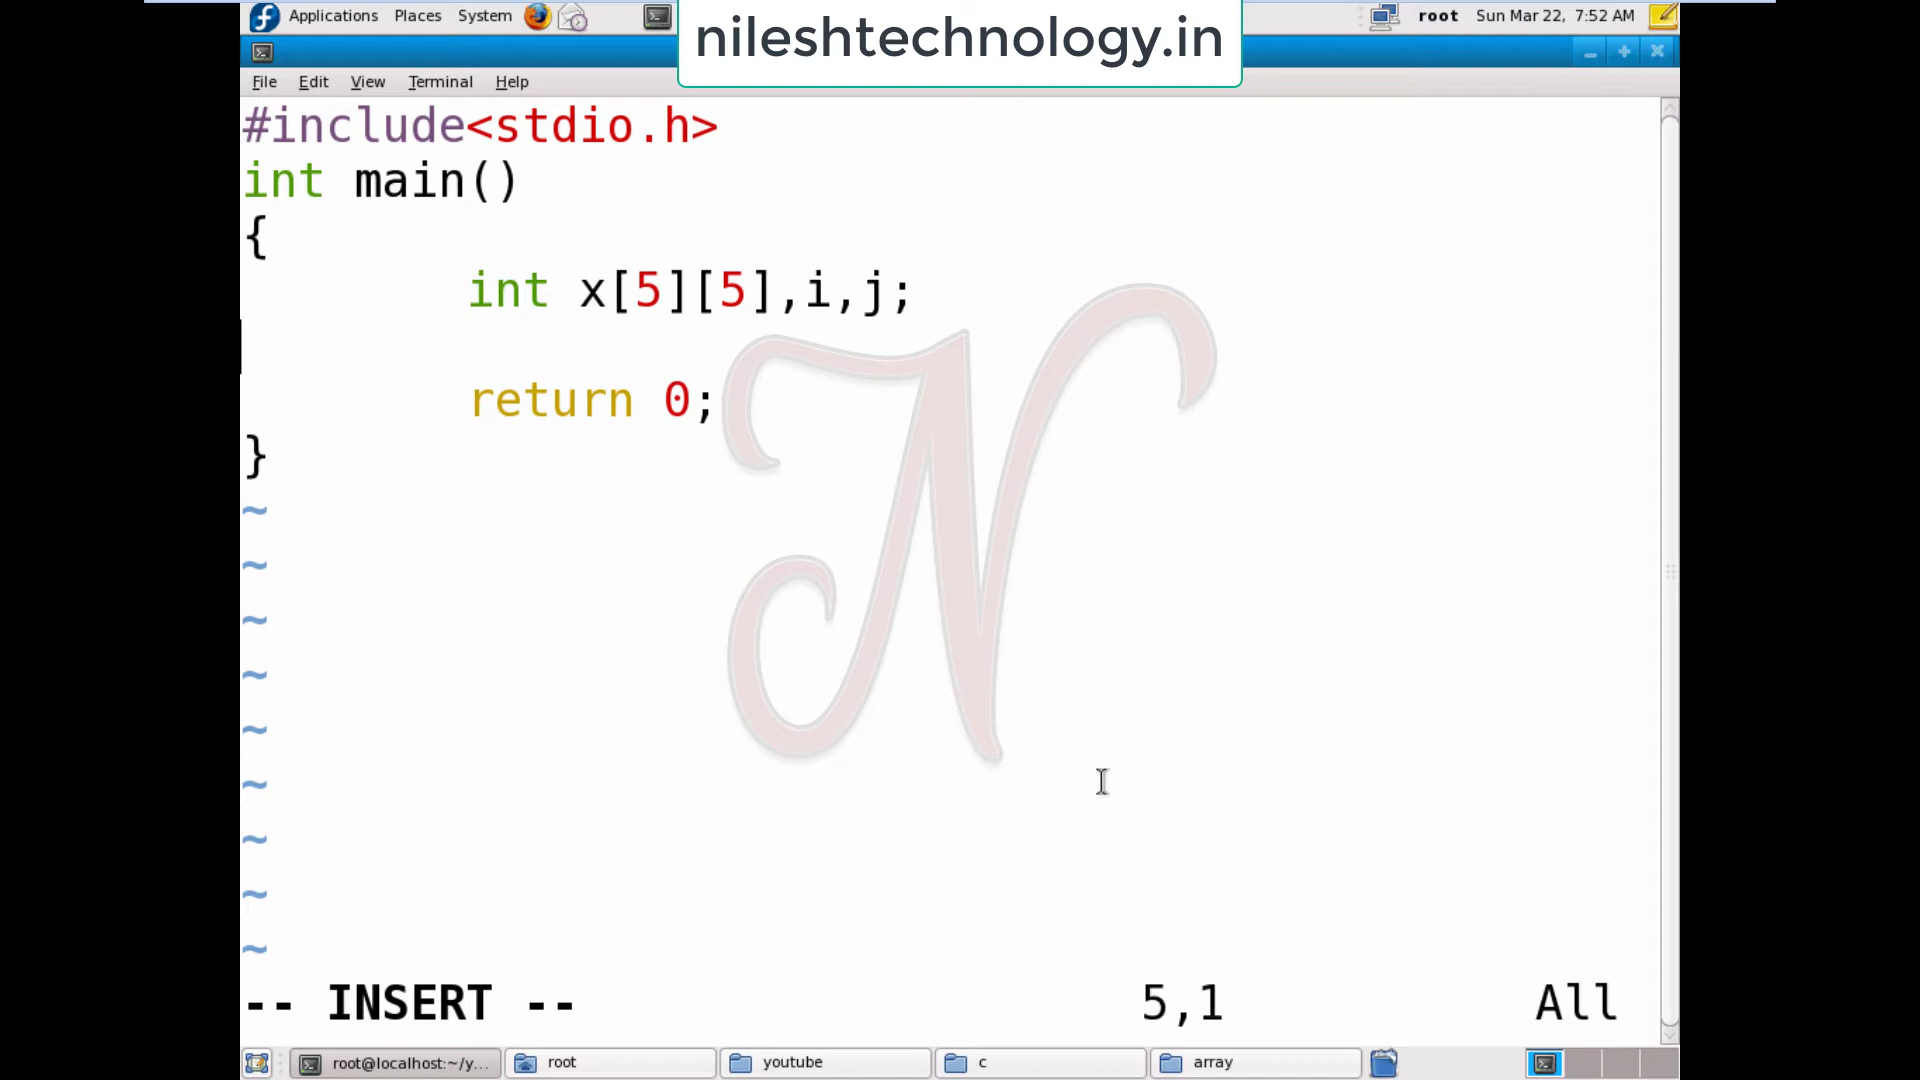 Applications Places System
nileshtechnology.in
root Sun Mar 22, 7:52 AM
File Edit View Terminal Help
#include<stdio.h>
int main()
{
int x[5][5],i,j;
return 0;
}
~
~
~
~
~
~
~
~
~
-- INSERT -- 5,1 All
root@localhost:~/y... root youtube c array
N